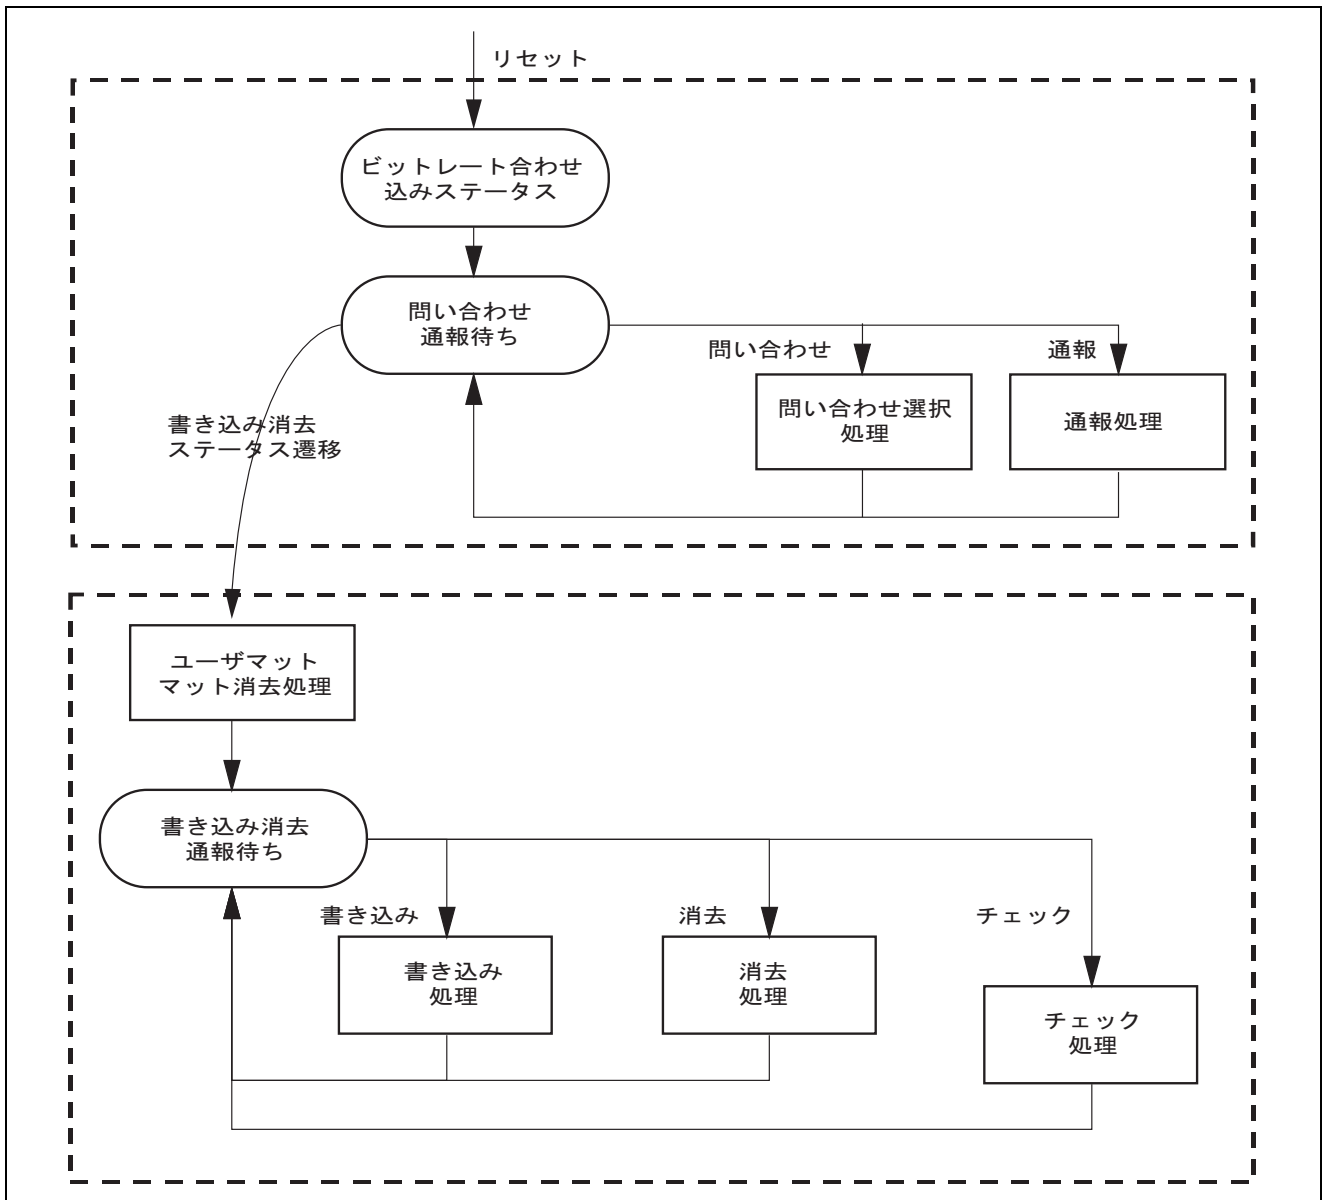 リセット
ビットレート合わせ
込みステータス
問い合わせ
通報待ち
問い合わせ
通報
問い合わせ選択
処理
通報処理
書き込み消去
ステータス遷移
ユーザマット
マット消去処理
書き込み消去
通報待ち
書き込み
消去
チェック
書き込み
処理
消去
処理
チェック
処理